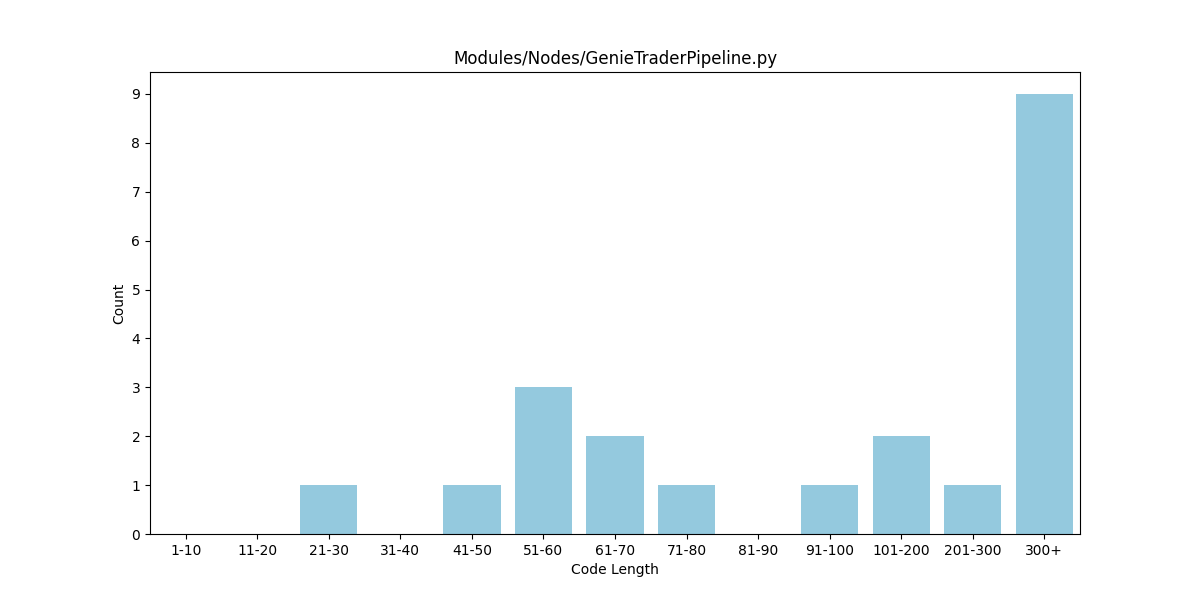 Modules/Nodes/GenieTraderPipeline.py
9
8
7
6
5
4
3
2
1
0
Count
1-10 11-20 21-30 31-40 41-50 51-60 61-70 71-80 81-90 91-100 101-200 201-300 300+
Code Length